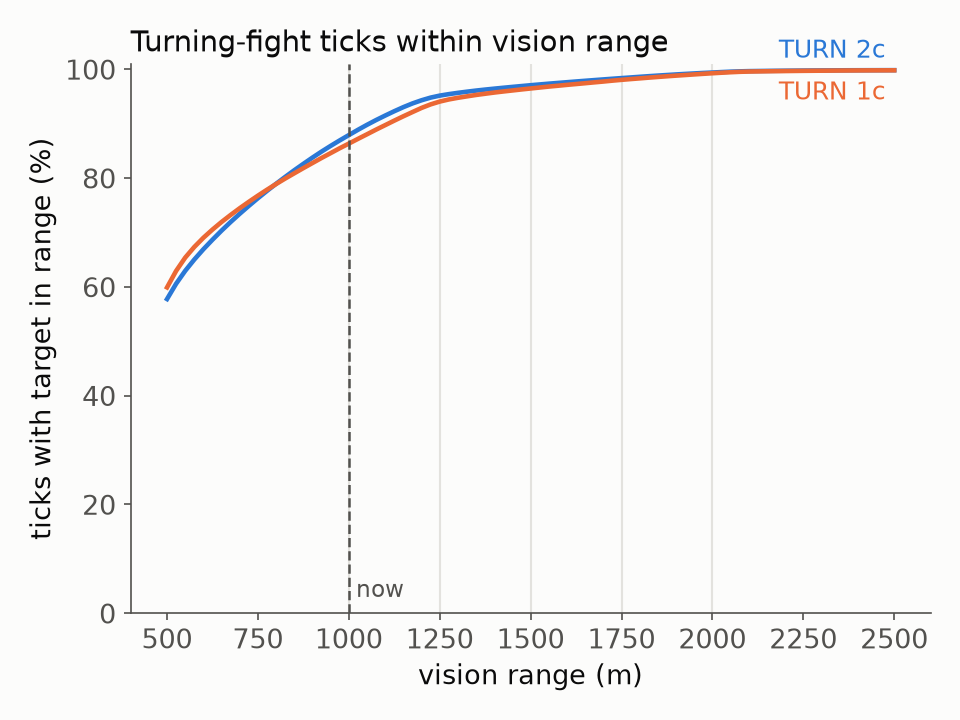 Turning-fight ticks within vision range
TURN 2c
TURN 1c
ticks with target in range (%)
100
80
60
40
20
0
now
500 750 1000 1250 1500 1750 2000 2250 2500
vision range (m)